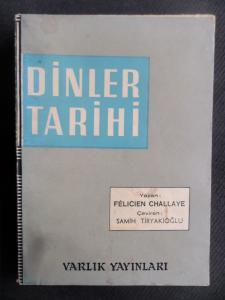 DİNLER
TARİHİ
Yazan:
FÉLICIEN CHALLAYE
Çeviren:
SAMİH TİRYAKİOĞLU
VARLIK YAYINLARI